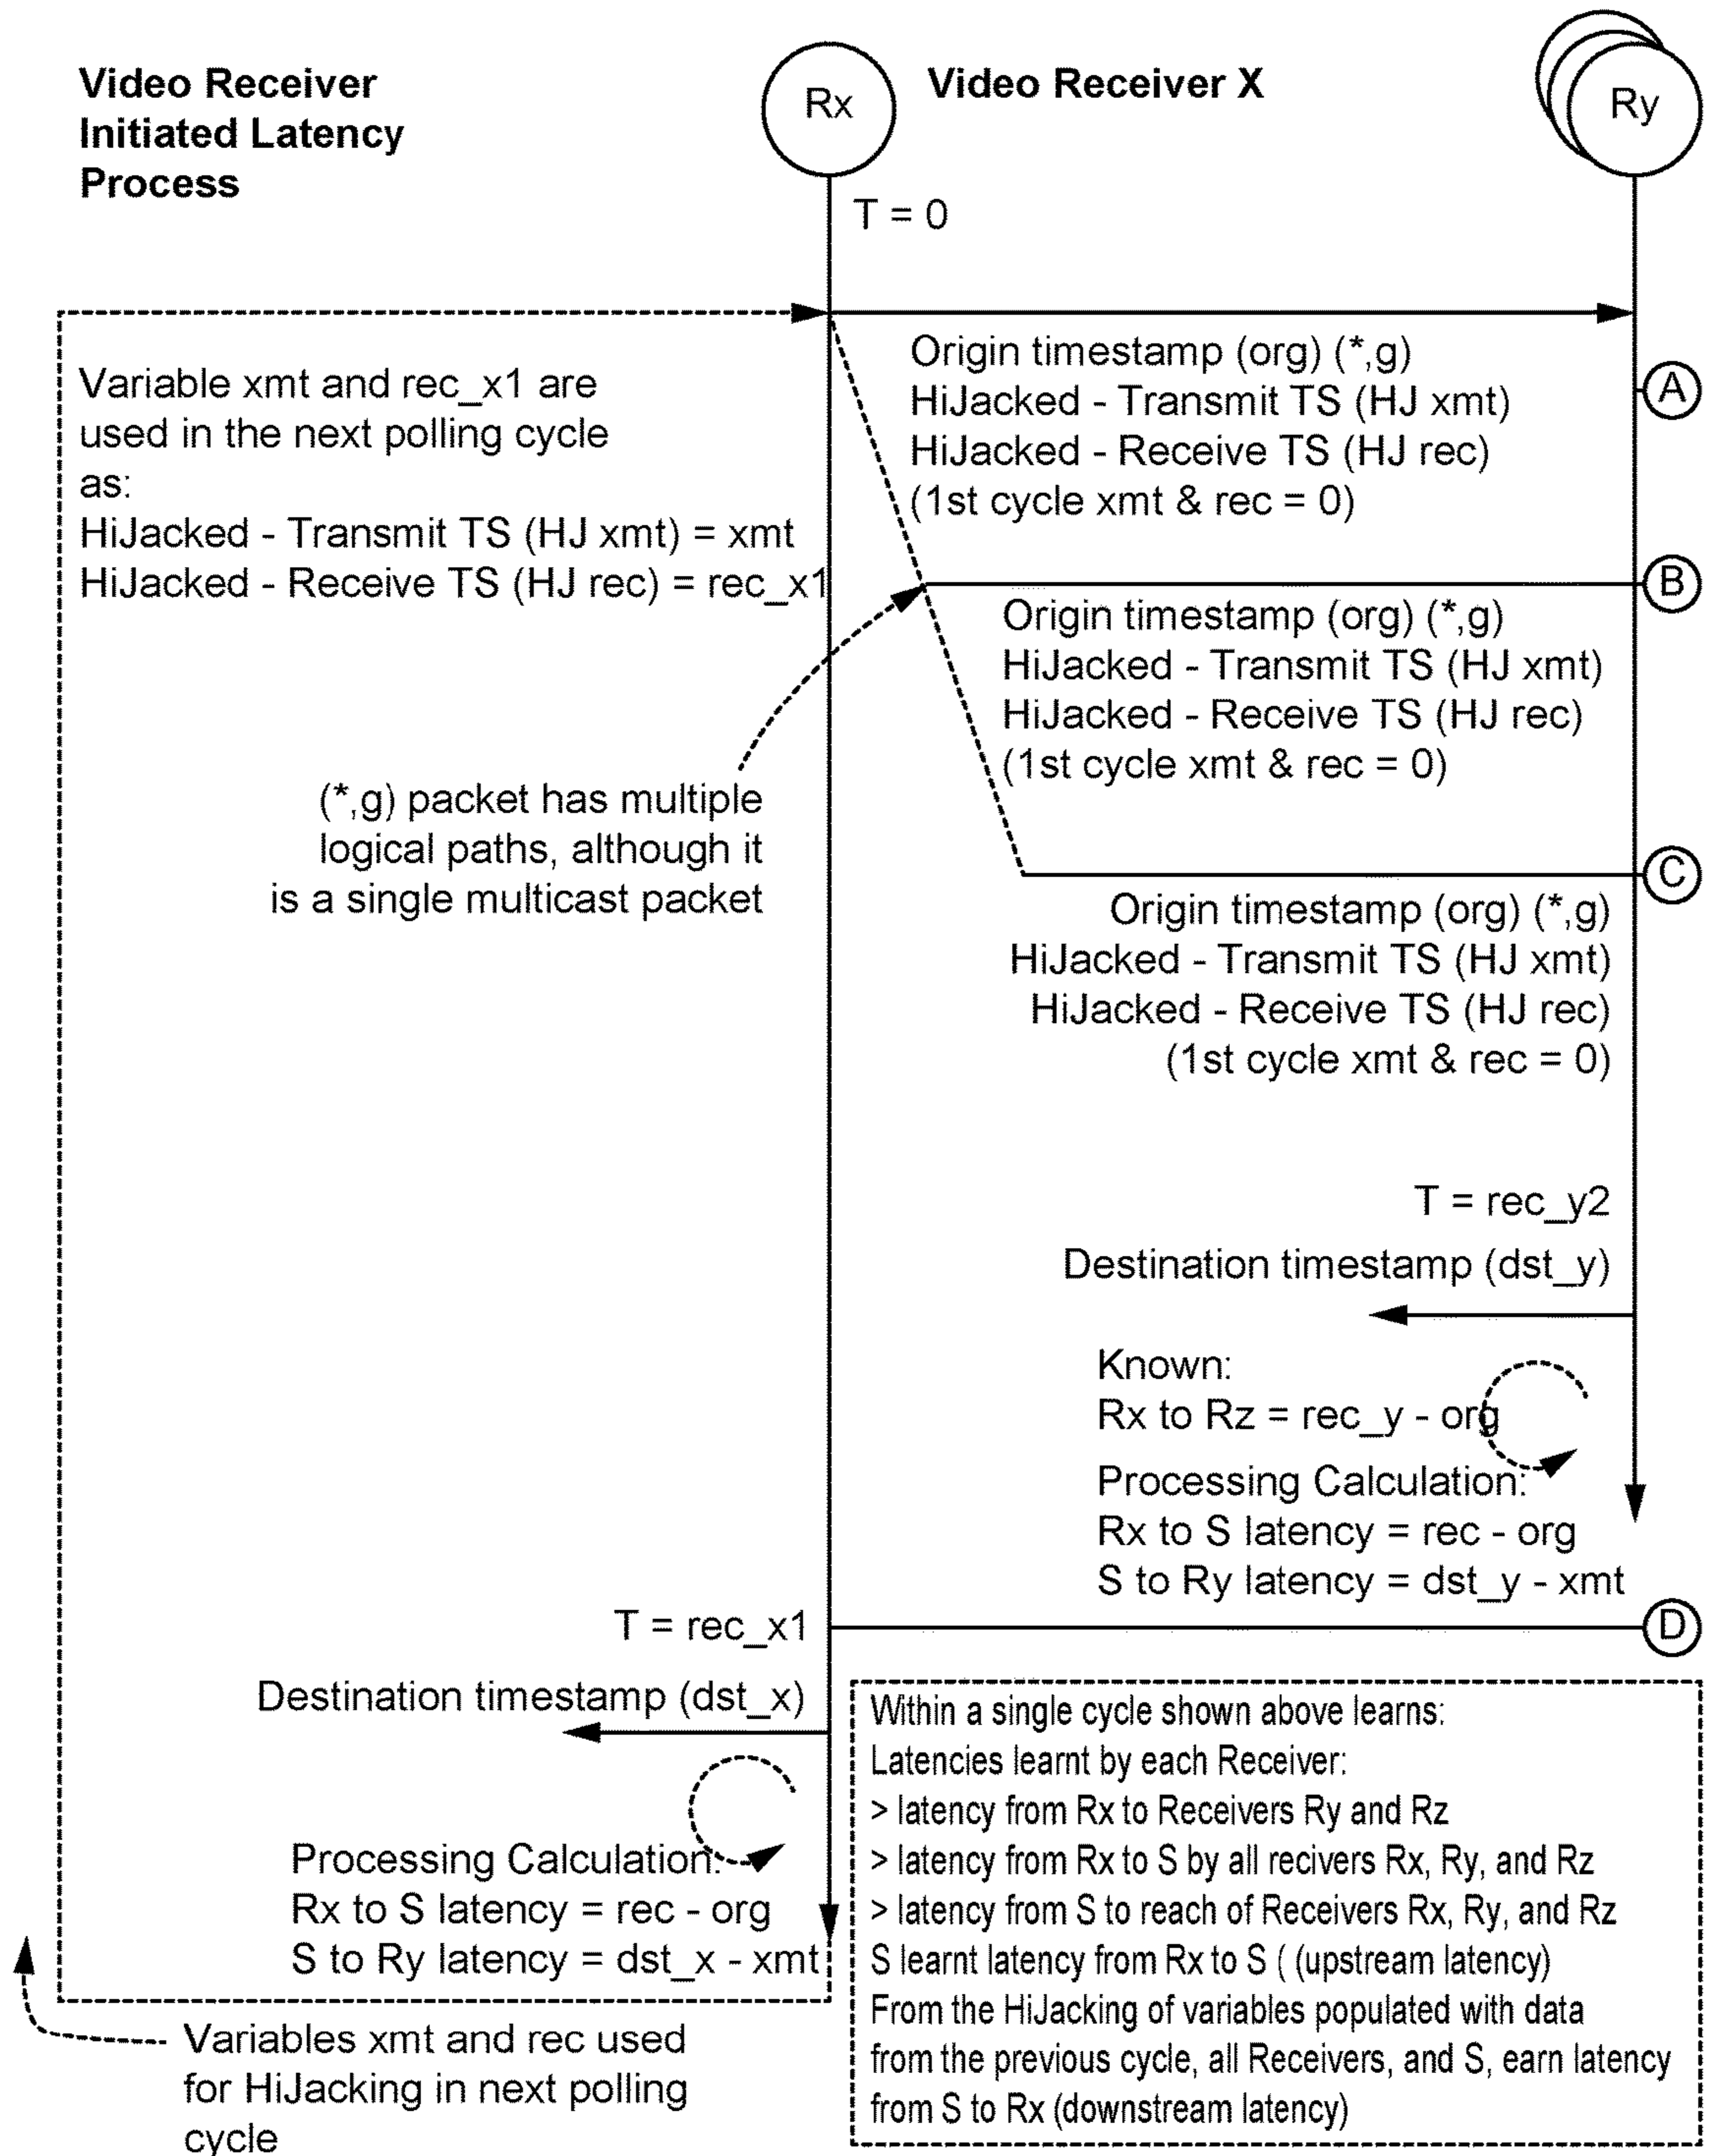 Video Receiver
Initiated Latency
Process
Rx
Video Receiver X
Ry
T = 0
Variable xmt and rec_x1 are
used in the next polling cycle
as:
HiJacked - Transmit TS (HJ xmt) = xmt
HiJacked - Receive TS (HJ rec) = rec_x1
Origin timestamp (org) (*,g)
HiJacked - Transmit TS (HJ xmt)
HiJacked - Receive TS (HJ rec)
(1st cycle xmt & rec = 0)
A
B
Origin timestamp (org) (*,g)
HiJacked - Transmit TS (HJ xmt)
HiJacked - Receive TS (HJ rec)
(1st cycle xmt & rec = 0)
(*,g) packet has multiple
logical paths, although it
is a single multicast packet
C
Origin timestamp (org) (*,g)
HiJacked - Transmit TS (HJ xmt)
HiJacked - Receive TS (HJ rec)
(1st cycle xmt & rec = 0)
T = rec_y2
Destination timestamp (dst_y)
Known:
Rx to Rz = rec_y - org
Processing Calculation:
Rx to S latency = rec - org
S to Ry latency = dst_y - xmt
D
T = rec_x1
Destination timestamp (dst_x)
Processing Calculation:
Rx to S latency = rec - org
S to Ry latency = dst_x - xmt
Within a single cycle shown above learns:
Latencies learnt by each Receiver:
> latency from Rx to Receivers Ry and Rz
> latency from Rx to S by all recivers Rx, Ry, and Rz
> latency from S to reach of Receivers Rx, Ry, and Rz
S learnt latency from Rx to S ( (upstream latency)
From the HiJacking of variables populated with data
from the previous cycle, all Receivers, and S, earn latency
from S to Rx (downstream latency)
Variables xmt and rec used
for HiJacking in next polling
cycle